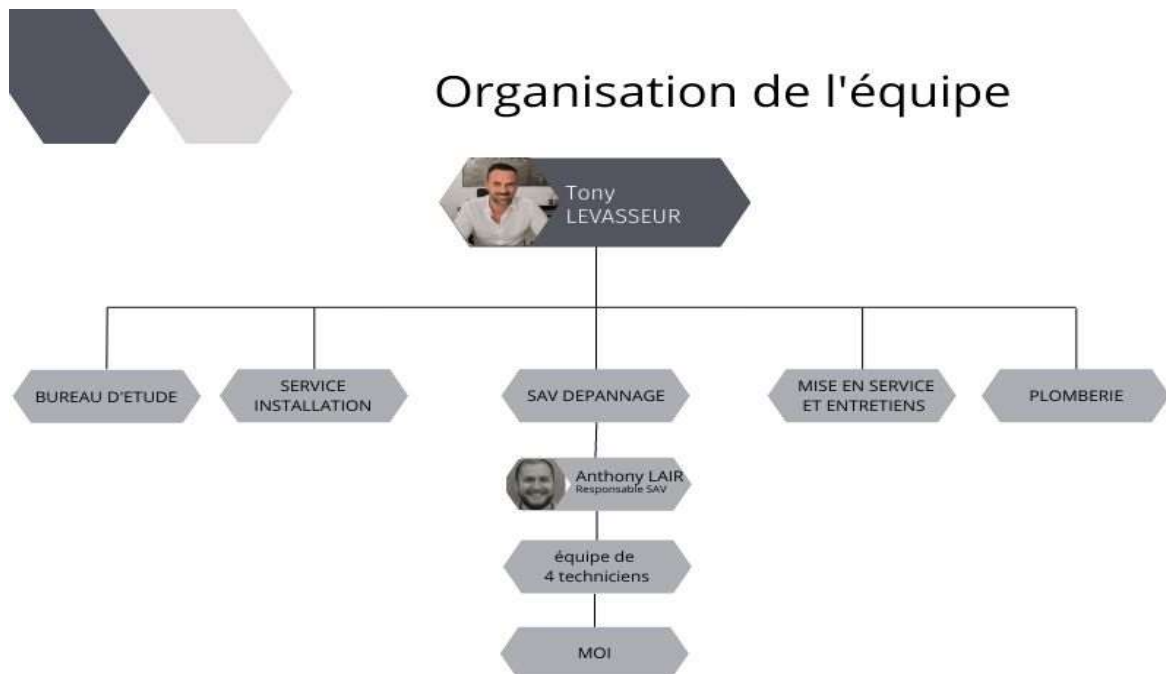 Organisation de l'équipe
Tony
LEVASSEUR
BUREAU D'ETUDE
SERVICE
INSTALLATION
SAV DEPANNAGE
MISE EN SERVICE
ET ENTRETIENS
PLOMBERIE
Anthony LAIR
Responsable SAV
équipe de
4 techniciens
MOI